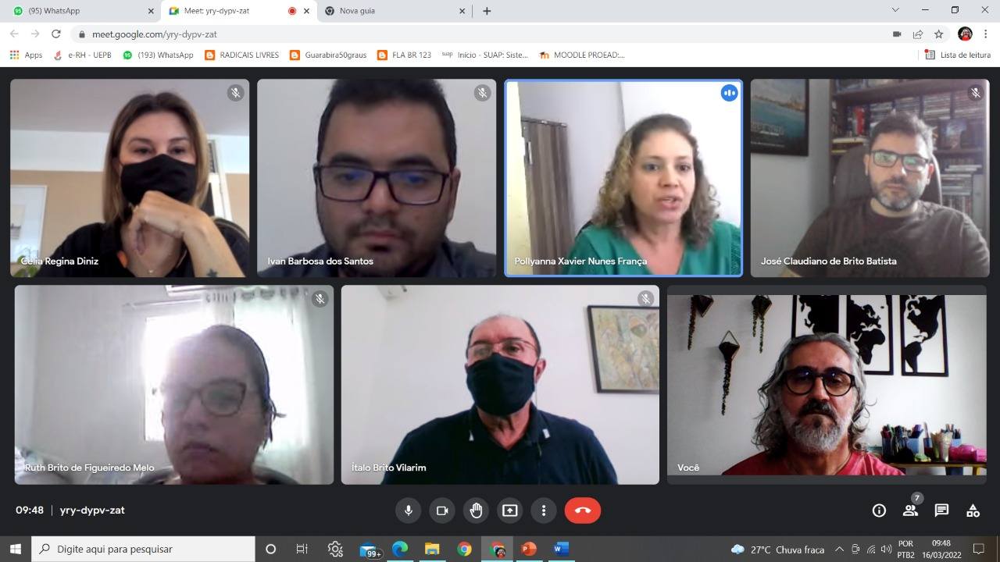 (95) WhatsApp
Meet: yry-dypv-zat
Nova guia
meet.google.com/yry-dypv-zat
Apps
e-RH - UEPB
(193) WhatsApp
RADICAIS LIVRES
Guarabira50graus
FLA BR 123
suap Início - SUAP: Siste...
MOODLE PROEAD:...
Lista de leitura
Célia Regina Diniz
Ivan Barbosa dos Santos
Pollyanna Xavier Nunes França
José Claudiano de Brito Batista
Ruth Brito de Figueiredo Melo
Ítalo Brito Vilarim
Você
09:48 | yry-dypv-zat
7
Digite aqui para pesquisar
99+
27°C Chuva fraca
POR
PTB2
09:48
16/03/2022